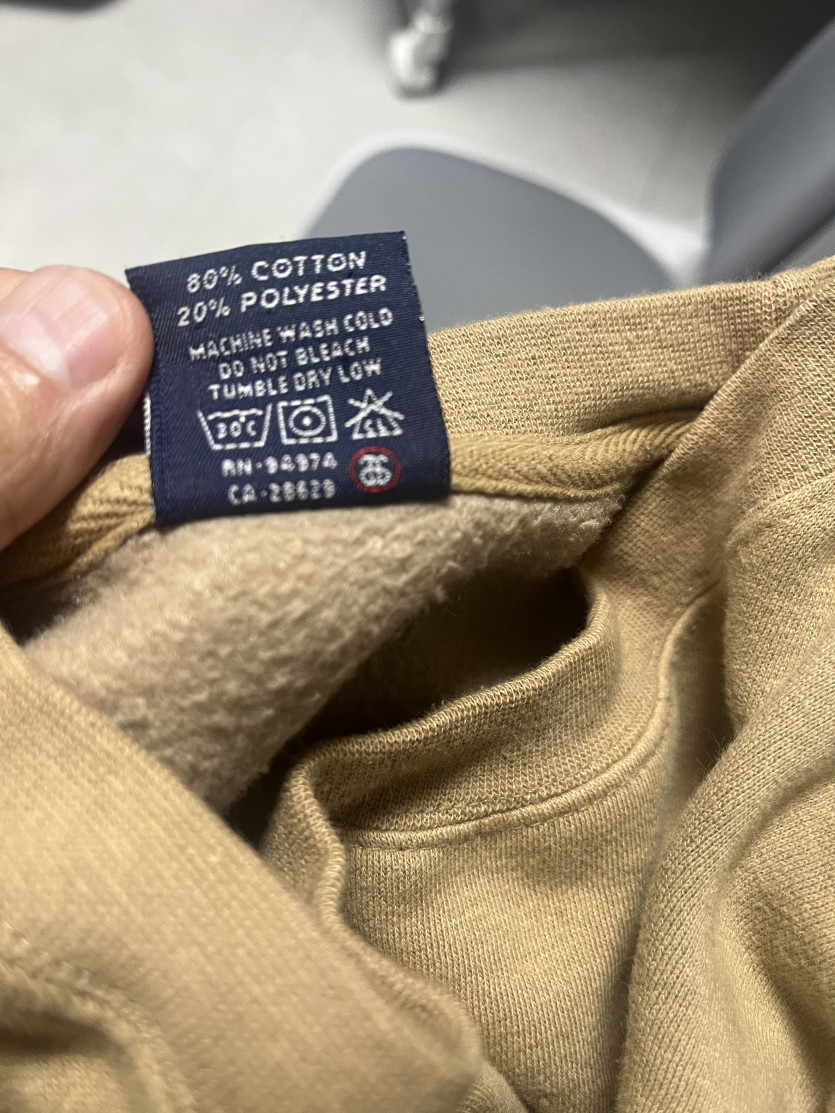 80% COTTON
20% POLYESTER
MACHINE WASH COLD
DO NOT BLEACH
TUMBLE DRY LOW
30°C
RN-94974
CA-28629